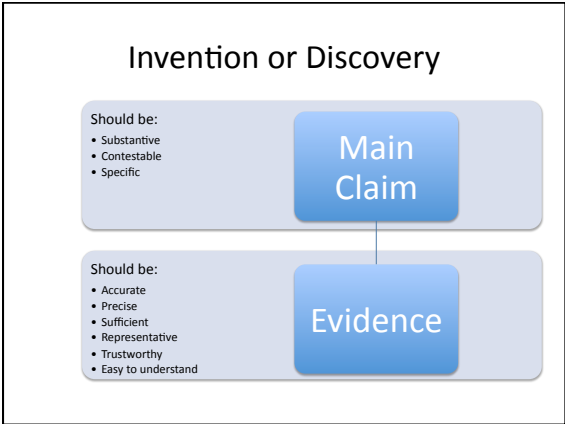 Invention or Discovery
Should be:
• Substantive
• Contestable
• Specific
Main
Claim
Should be:
• Accurate
• Precise
• Sufficient
• Representative
• Trustworthy
• Easy to understand
Evidence